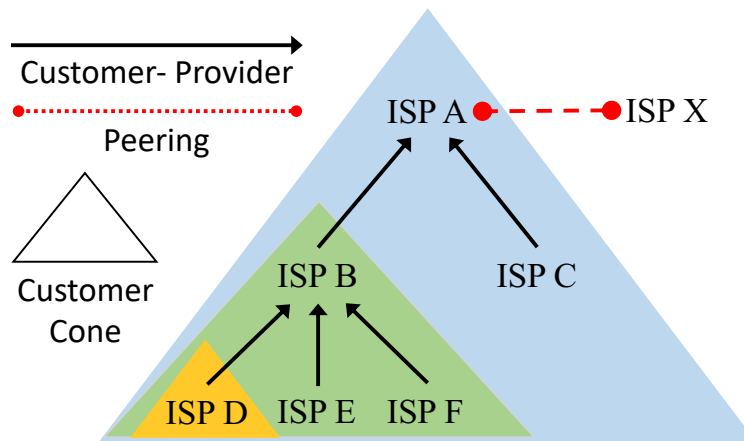 Customer- Provider
Peering
Customer
Cone
ISP A
ISP X
ISP B
ISP C
ISP D
ISP E
ISP F